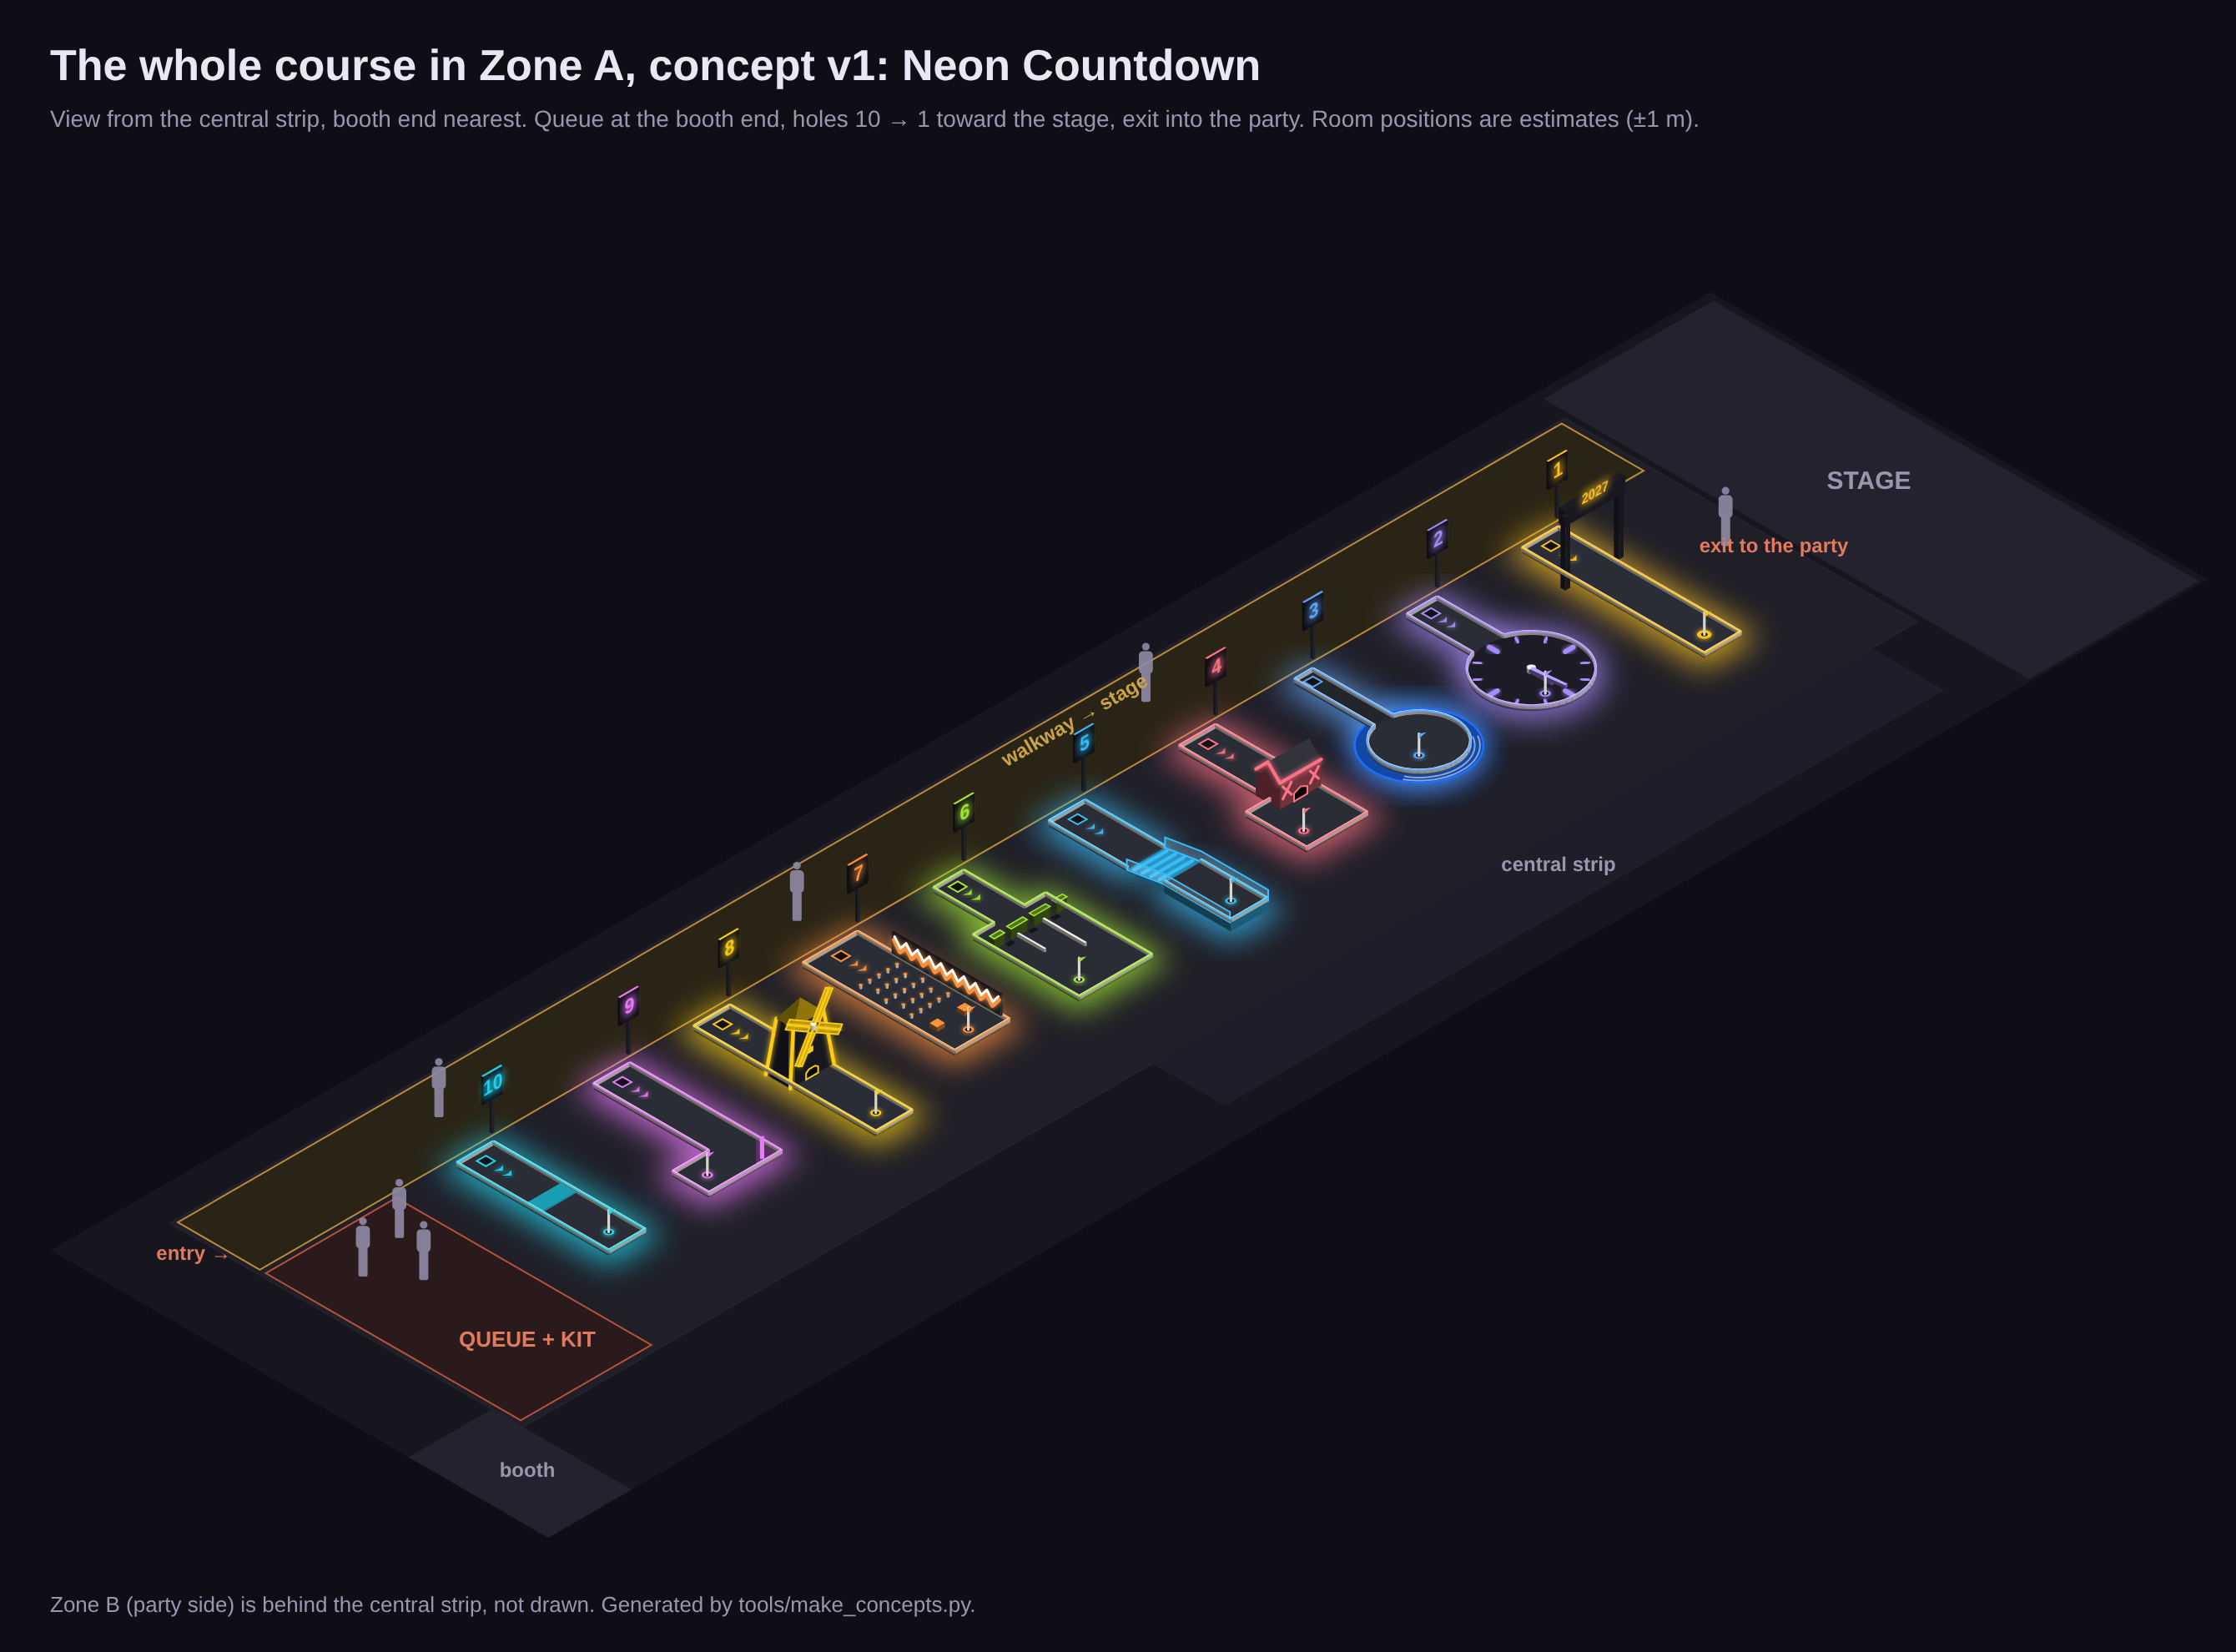 The whole course in Zone A, concept v1: Neon Countdown
View from the central strip, booth end nearest. Queue at the booth end, holes 10 → 1 toward the stage, exit into the party. Room positions are estimates (±1 m).
1
2027
STAGE
2
exit to the party
3
4
walkway → stage
5
6
central strip
7
8
9
10
entry →
QUEUE + KIT
booth
Zone B (party side) is behind the central strip, not drawn. Generated by tools/make_concepts.py.